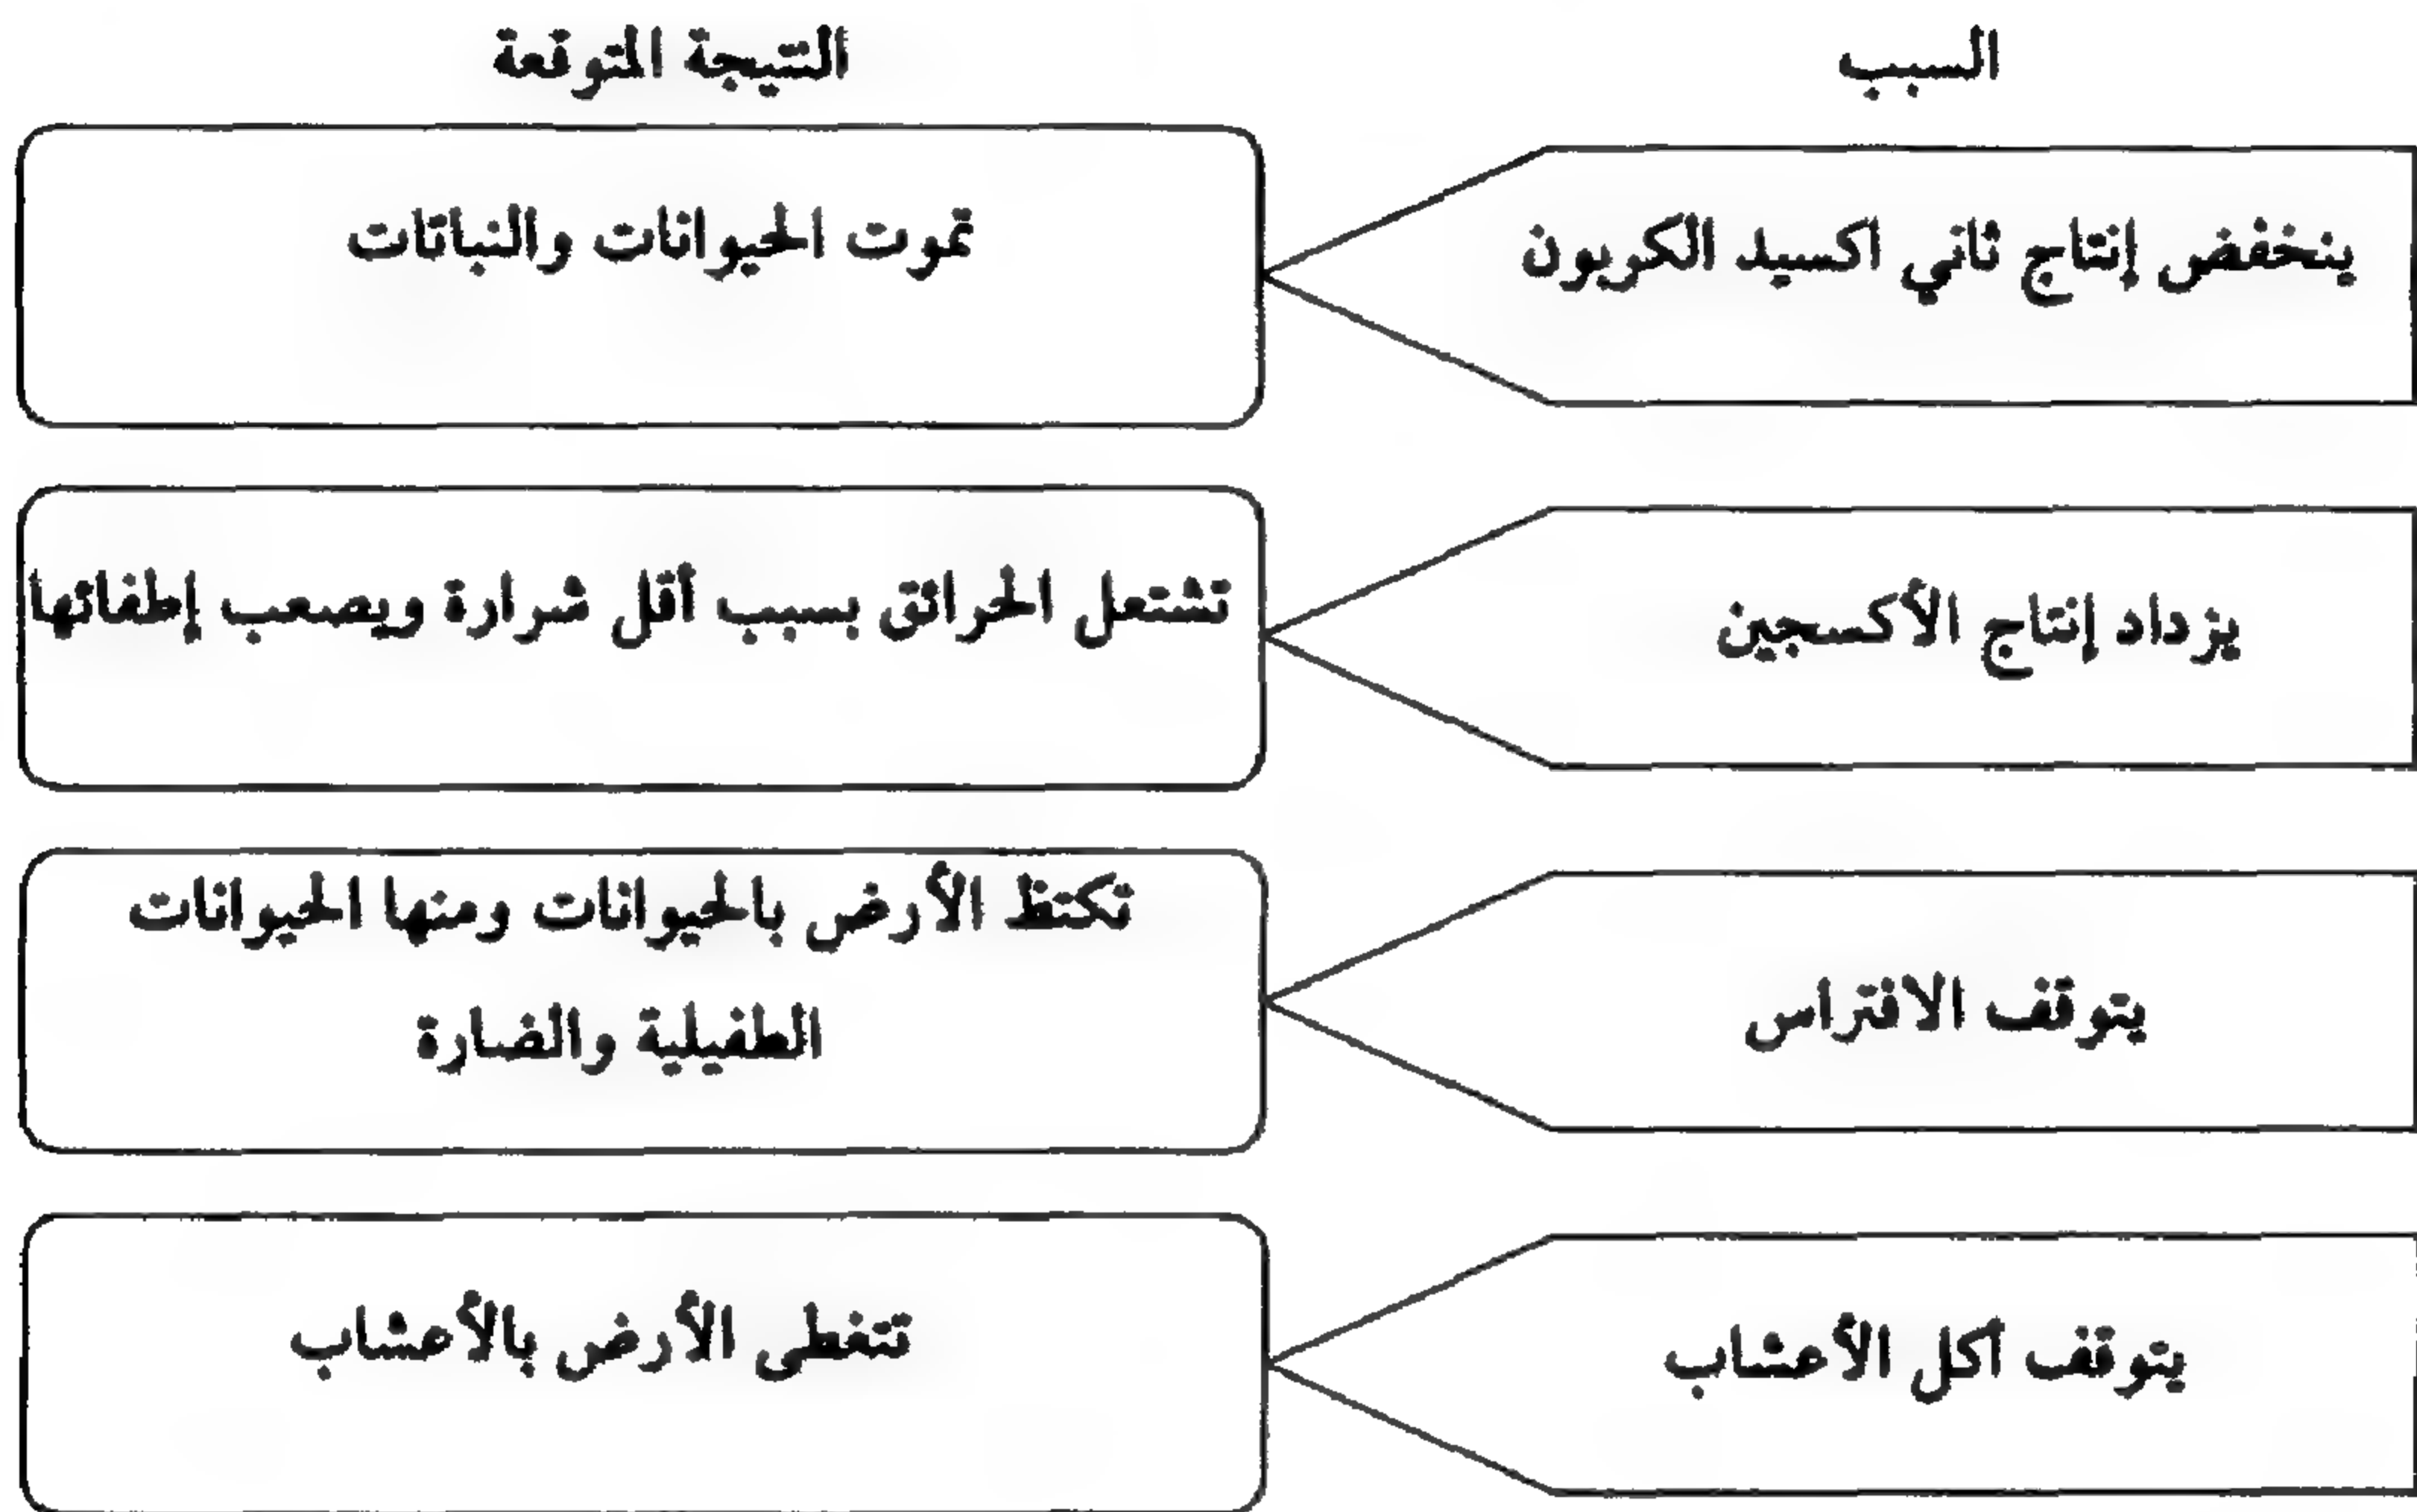 السبب
النتيجة المتوقعة
ينخفض إنتاج ثاني اكسيد الكربون
تموت الحيوانات والنباتات
يزداد إنتاج الأكسجين
تشتعل الحرائق بسبب أقل شرارة ويصعب إطفائها
يتوقف الافتراس
تكتظ الأرض بالحيوانات ومنها الحيوانات
الطفيلية والضارة
يتوقف أكل الأعشاب
تتغطى الأرض بالأعشاب